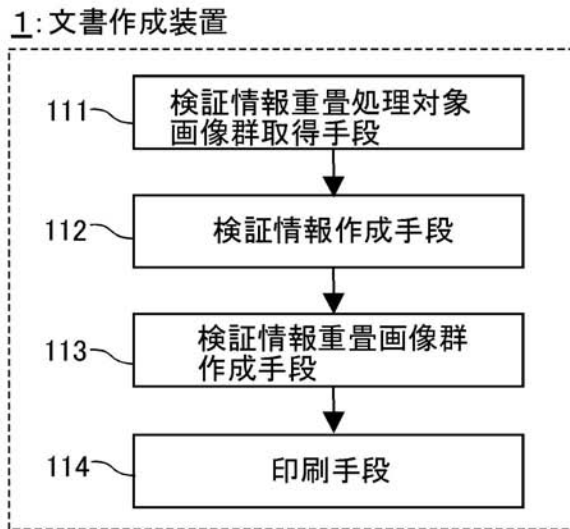 1:文書作成装置
111
検証情報重畳処理対象
画像群取得手段
112
検証情報作成手段
113
検証情報重畳画像群
作成手段
114
印刷手段